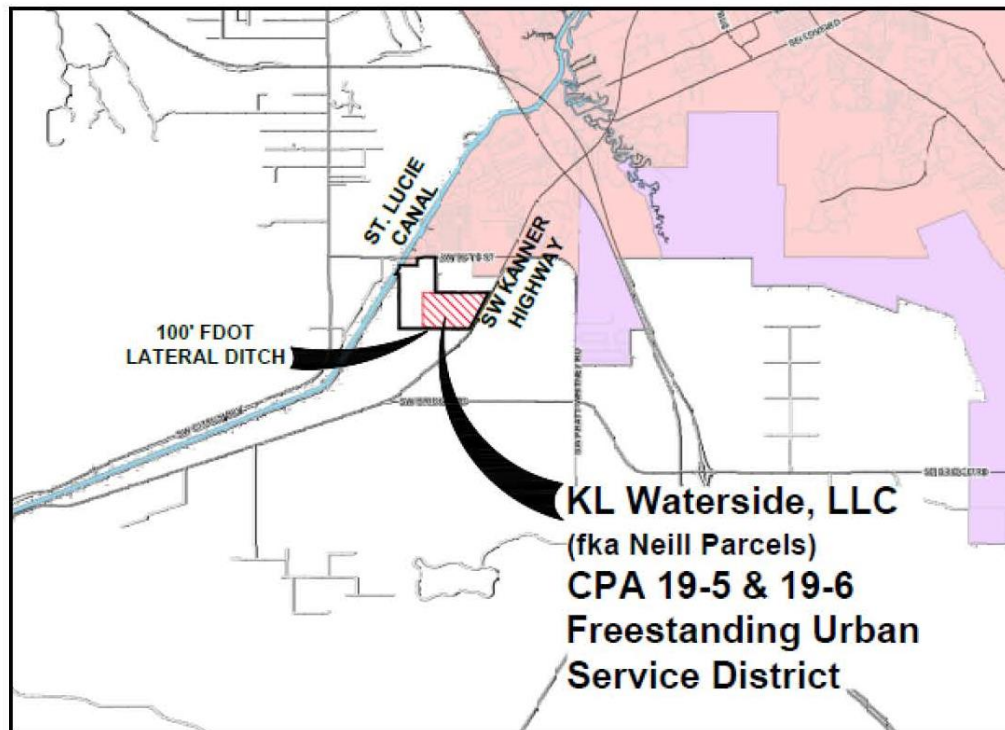 ST. LUCIE
CANAL
SW KANNER
HIGHWAY
100' FDOT
LATERAL DITCH
KL Waterside, LLC
(fka Neill Parcels)
CPA 19-5 & 19-6
Freestanding Urban
Service District